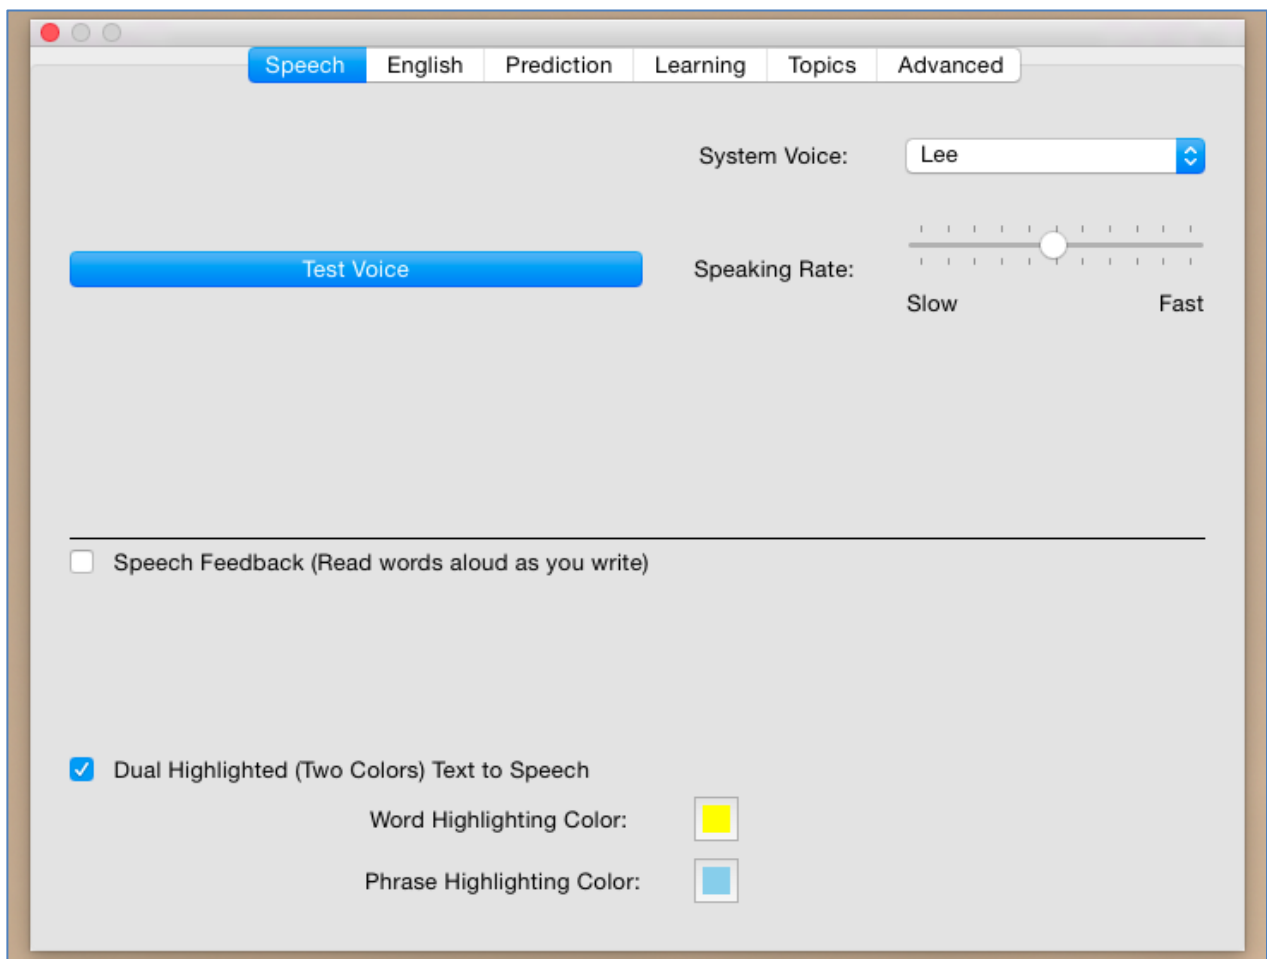 Speech English Prediction Learning Topics Advanced
System Voice: Lee
Test Voice Speaking Rate:
Slow Fast
Speech Feedback (Read words aloud as you write)
Dual Highlighted (Two Colors) Text to Speech
Word Highlighting Color:
Phrase Highlighting Color: